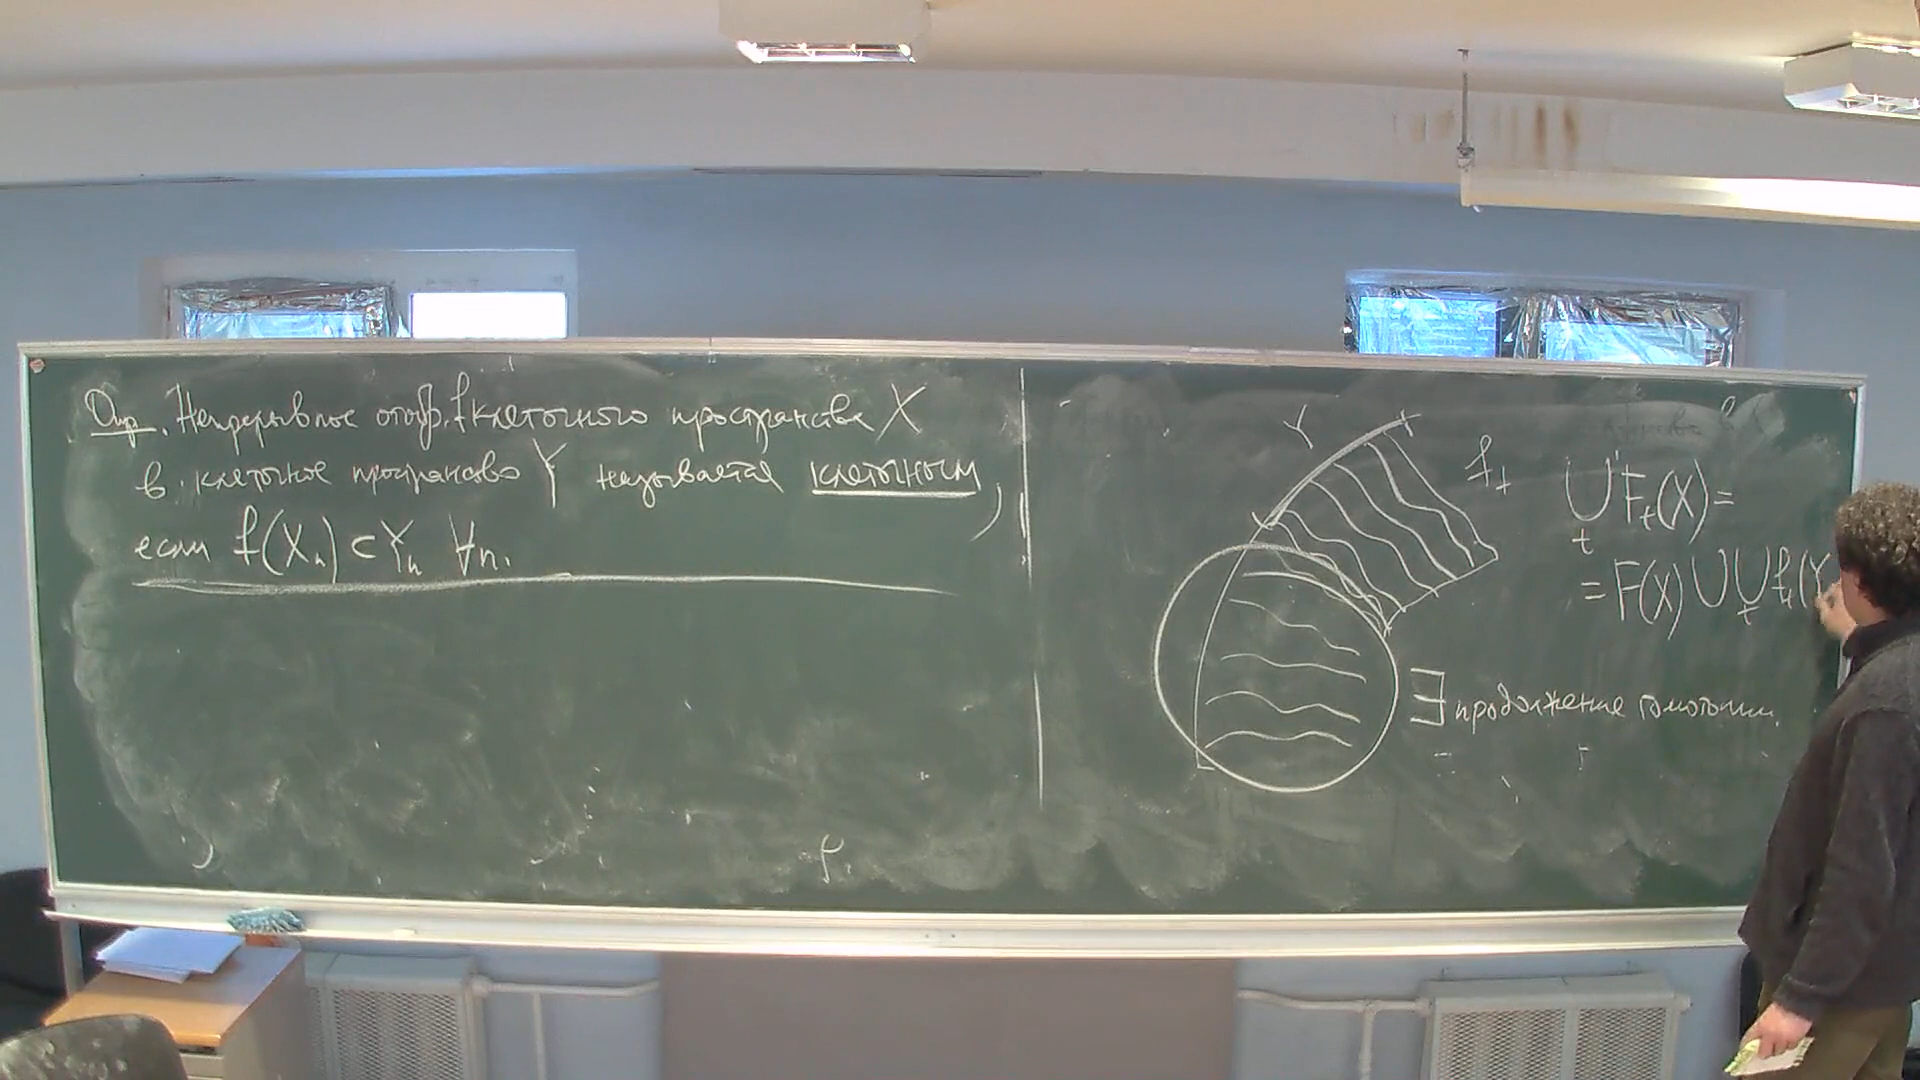 Опр. Непрерывное отобр. f клеточного пространства X
в клеточное пространство Y называется клеточным,
если f(Xₙ) ⊂ Yₙ ∀n.
Y
fₜ
⋃ₜ Fₜ(X) =
= F(X) ∪ ⋃ₜ fₜ(Y
∃ продолжение гомотопии.